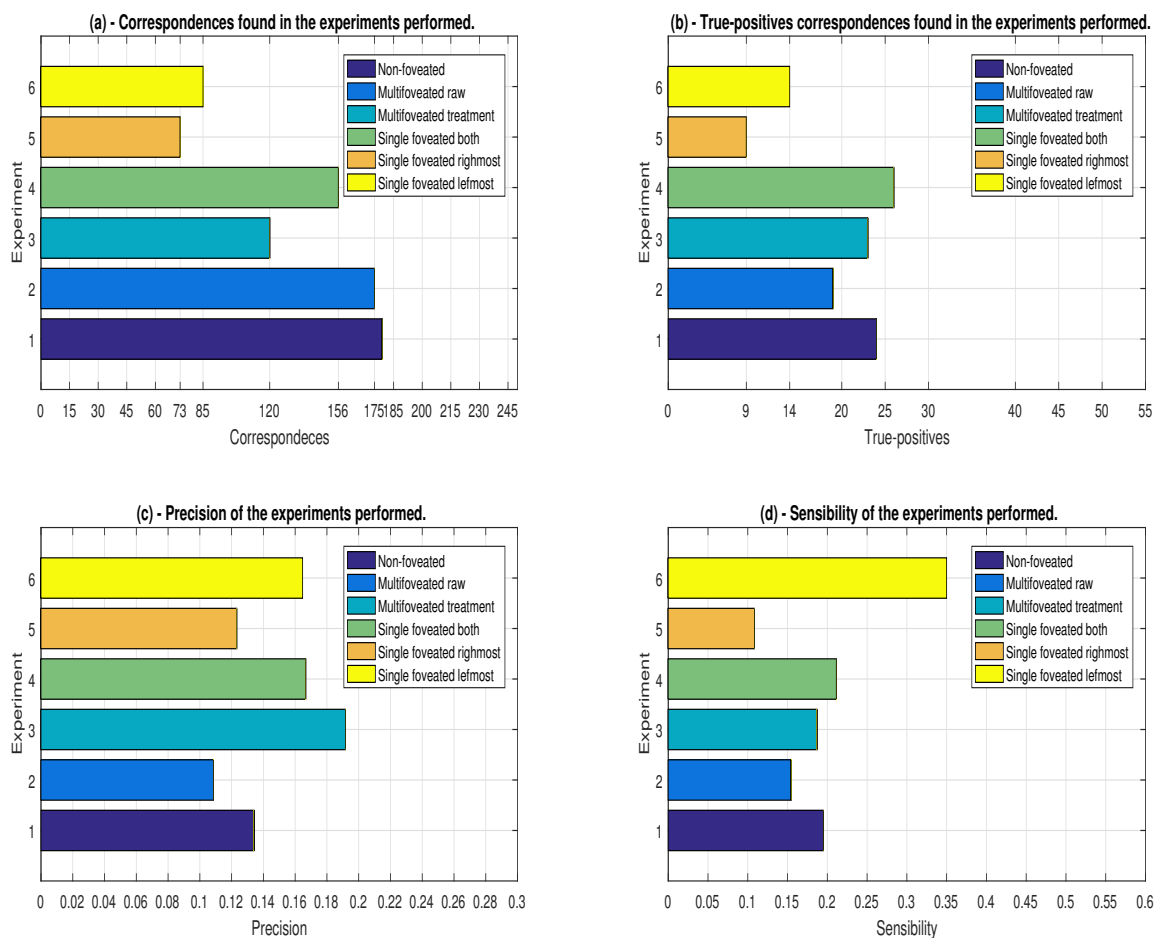 (a) - Correspondences found in the experiments performed.
Experiment
6
5
4
3
2
1
Non-foveated
Multifoveated raw
Multifoveated treatment
Single foveated both
Single foveated righmost
Single foveated lefmost
0 15 30 45 60 73 85 120 156 175185 200 215 230 245
Correspondeces
(b) - True-positives correspondences found in the experiments performed.
Experiment
6
5
4
3
2
1
Non-foveated
Multifoveated raw
Multifoveated treatment
Single foveated both
Single foveated righmost
Single foveated lefmost
0 9 14 20 25 30 40 45 50 55
True-positives
(c) - Precision of the experiments performed.
Experiment
6
5
4
3
2
1
Non-foveated
Multifoveated raw
Multifoveated treatment
Single foveated both
Single foveated righmost
Single foveated lefmost
0 0.02 0.04 0.06 0.08 0.1 0.12 0.14 0.16 0.18 0.2 0.22 0.24 0.26 0.28 0.3
Precision
(d) - Sensibility of the experiments performed.
Experiment
6
5
4
3
2
1
Non-foveated
Multifoveated raw
Multifoveated treatment
Single foveated both
Single foveated righmost
Single foveated lefmost
0 0.05 0.1 0.15 0.2 0.25 0.3 0.35 0.4 0.45 0.5 0.55 0.6
Sensibility